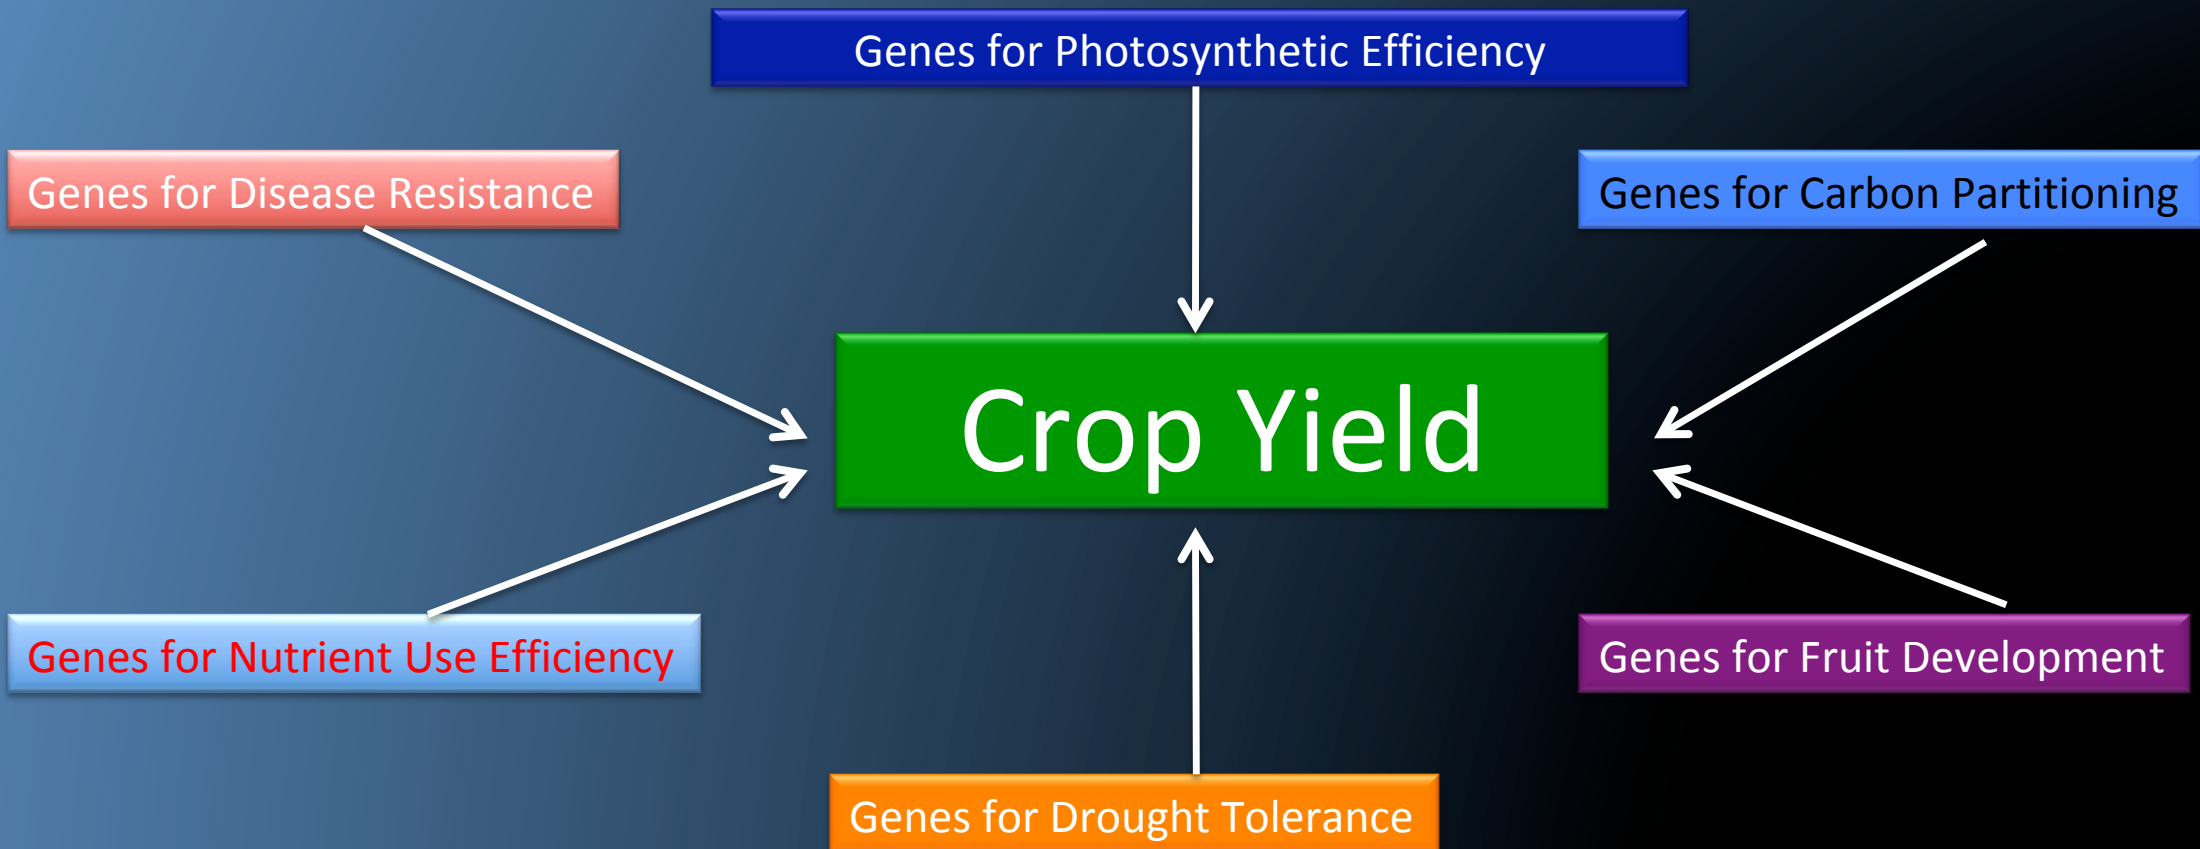 Genes for Photosynthetic Efficiency
Genes for Disease Resistance
Genes for Carbon Partitioning
Crop Yield
Genes for Nutrient Use Efficiency
Genes for Fruit Development
Genes for Drought Tolerance